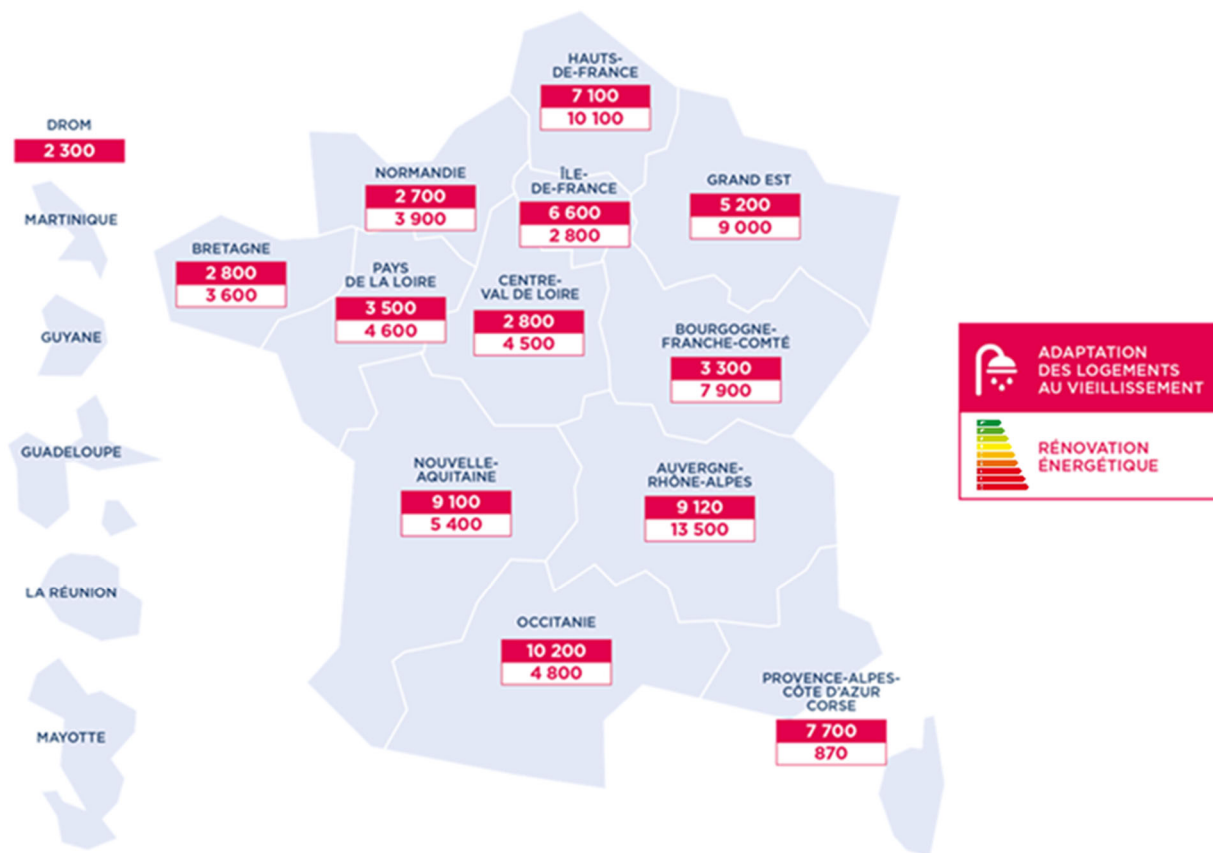 HAUTS-
DE-FRANCE
7 100
10 100
DROM
2 300
MARTINIQUE
GUYANE
GUADELOUPE
LA RÉUNION
MAYOTTE
NORMANDIE
2 700
3 900
ÎLE-
DE-FRANCE
6 600
2 800
GRAND EST
5 200
9 000
BRETAGNE
2 800
3 600
PAYS
DE LA LOIRE
3 500
4 600
CENTRE-
VAL DE LOIRE
2 800
4 500
BOURGOGNE-
FRANCHE-COMTÉ
3 300
7 900
NOUVELLE-
AQUITAINE
9 100
5 400
AUVERGNE-
RHÔNE-ALPES
9 120
13 500
OCCITANIE
10 200
4 800
PROVENCE-ALPES-
CÔTE D'AZUR
CORSE
7 700
870
ADAPTATION
DES LOGEMENTS
AU VIEILLISSEMENT
RÉNOVATION
ÉNERGÉTIQUE